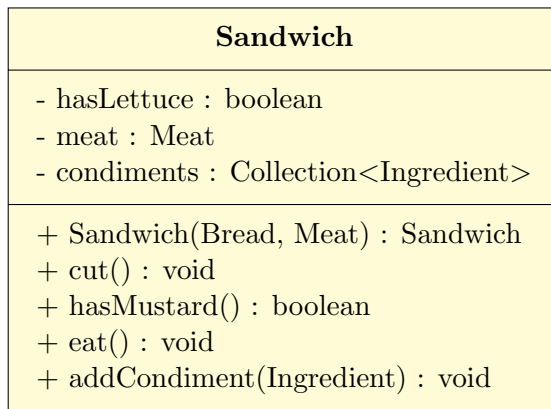 Sandwich
- hasLettuce : boolean
- meat : Meat
- condiments : Collection<Ingredient>
+ Sandwich(Bread, Meat) : Sandwich
+ cut() : void
+ hasMustard() : boolean
+ eat() : void
+ addCondiment(Ingredient) : void